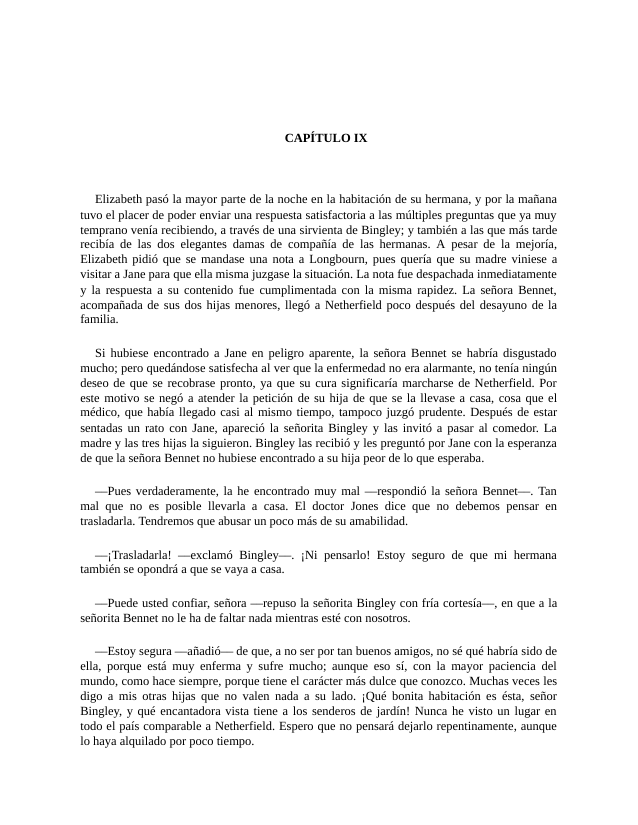 CAPÍTULO IX
Elizabeth pasó la mayor parte de la noche en la habitación de su hermana, y por la mañana
tuvo el placer de poder enviar una respuesta satisfactoria a las múltiples preguntas que ya muy
temprano venía recibiendo, a través de una sirvienta de Bingley; y también a las que más tarde
recibía de las dos elegantes damas de compañía de las hermanas. A pesar de la mejoría,
Elizabeth pidió que se mandase una nota a Longbourn, pues quería que su madre viniese a
visitar a Jane para que ella misma juzgase la situación. La nota fue despachada inmediatamente
y la respuesta a su contenido fue cumplimentada con la misma rapidez. La señora Bennet,
acompañada de sus dos hijas menores, llegó a Netherfield poco después del desayuno de la
familia.
Si hubiese encontrado a Jane en peligro aparente, la señora Bennet se habría disgustado
mucho; pero quedándose satisfecha al ver que la enfermedad no era alarmante, no tenía ningún
deseo de que se recobrase pronto, ya que su cura significaría marcharse de Netherfield. Por
este motivo se negó a atender la petición de su hija de que se la llevase a casa, cosa que el
médico, que había llegado casi al mismo tiempo, tampoco juzgó prudente. Después de estar
sentadas un rato con Jane, apareció la señorita Bingley y las invitó a pasar al comedor. La
madre y las tres hijas la siguieron. Bingley las recibió y les preguntó por Jane con la esperanza
de que la señora Bennet no hubiese encontrado a su hija peor de lo que esperaba.
—Pues verdaderamente, la he encontrado muy mal —respondió la señora Bennet—. Tan
mal que no es posible llevarla a casa. El doctor Jones dice que no debemos pensar en
trasladarla. Tendremos que abusar un poco más de su amabilidad.
—¡Trasladarla! —exclamó Bingley—. ¡Ni pensarlo! Estoy seguro de que mi hermana
también se opondrá a que se vaya a casa.
—Puede usted confiar, señora —repuso la señorita Bingley con fría cortesía—, en que a la
señorita Bennet no le ha de faltar nada mientras esté con nosotros.
—Estoy segura —añadió— de que, a no ser por tan buenos amigos, no sé qué habría sido de
ella, porque está muy enferma y sufre mucho; aunque eso sí, con la mayor paciencia del
mundo, como hace siempre, porque tiene el carácter más dulce que conozco. Muchas veces les
digo a mis otras hijas que no valen nada a su lado. ¡Qué bonita habitación es ésta, señor
Bingley, y qué encantadora vista tiene a los senderos de jardín! Nunca he visto un lugar en
todo el país comparable a Netherfield. Espero que no pensará dejarlo repentinamente, aunque
lo haya alquilado por poco tiempo.